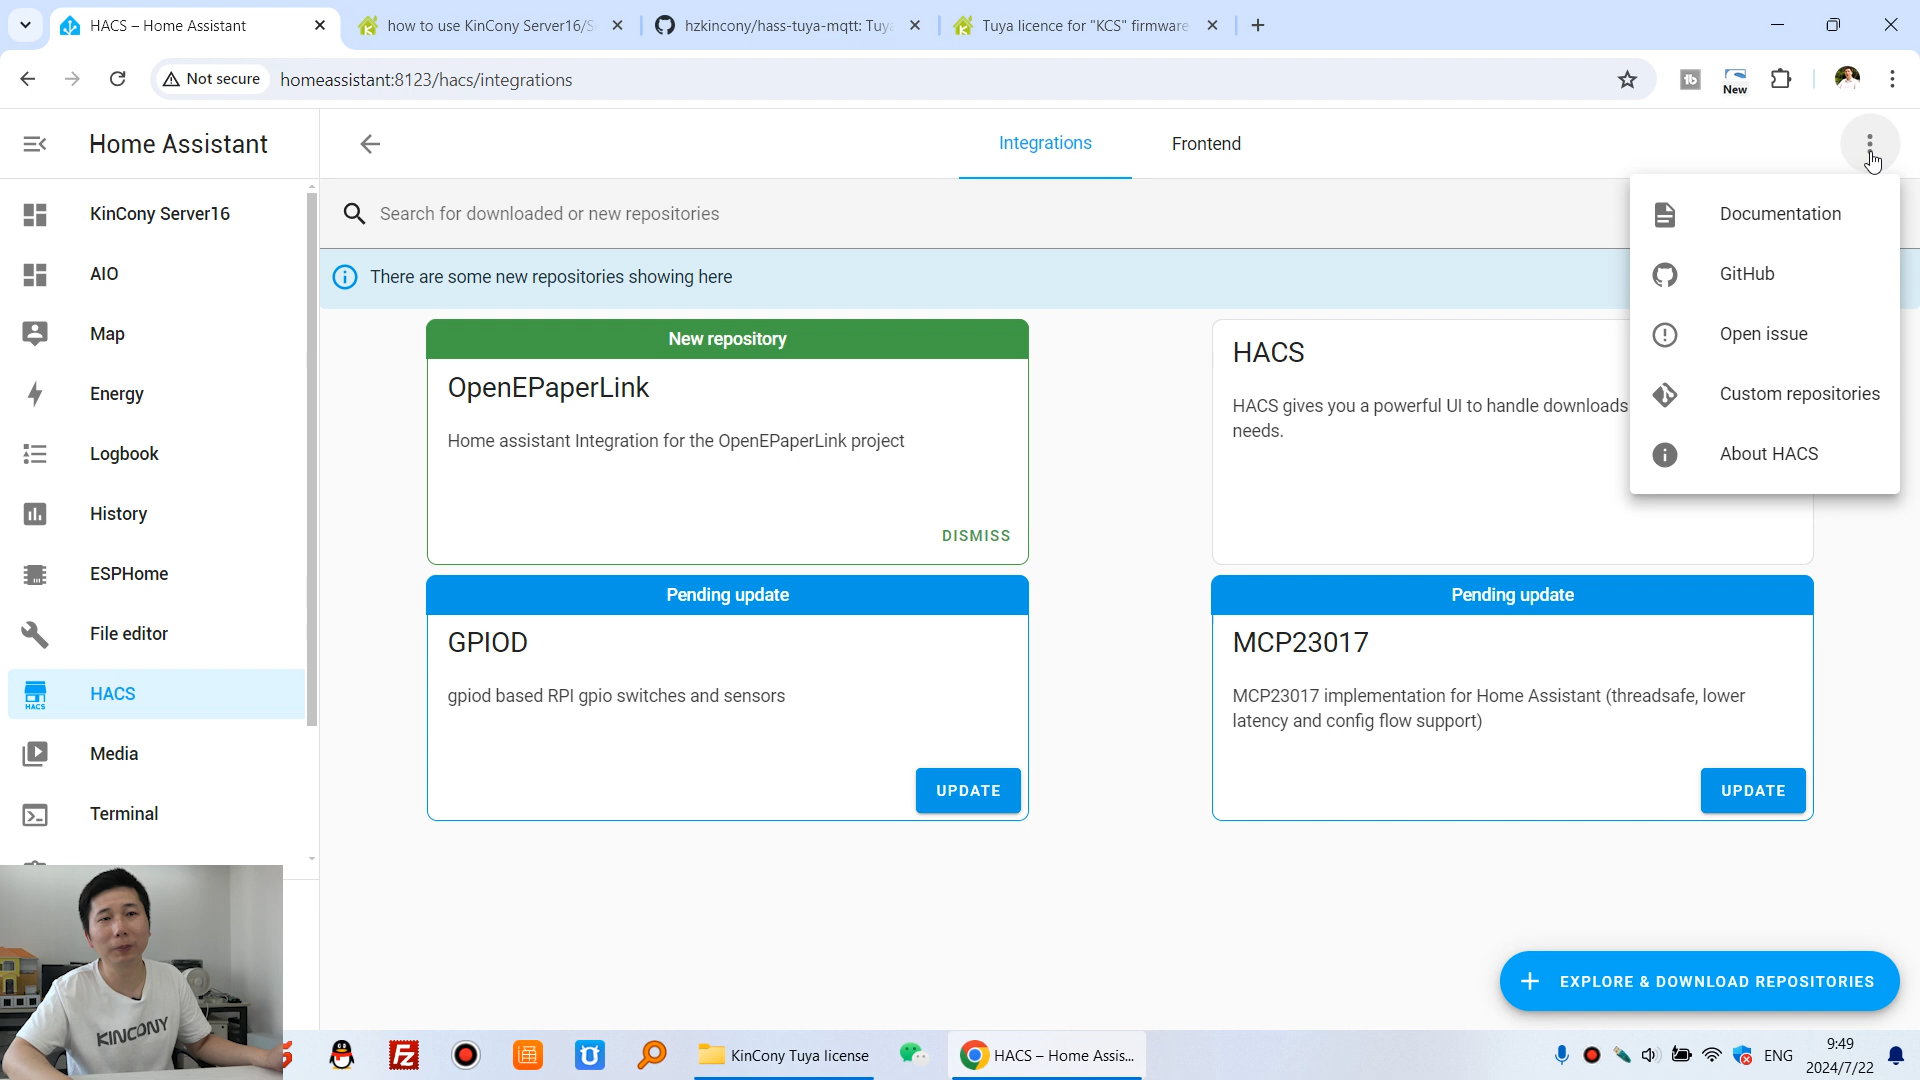 HACS – Home Assistant
how to use KinCony Server16/S
hzkincony/hass-tuya-mqtt: Tuya
Tuya licence for "KCS" firmware
Not secure
homeassistant:8123/hacs/integrations
New
Home Assistant
Integrations
Frontend
KinCony Server16
AIO
Map
Energy
Logbook
History
ESPHome
File editor
HACS
HACS
Media
Terminal
Search for downloaded or new repositories
There are some new repositories showing here
New repository
OpenEPaperLink
Home assistant Integration for the OpenEPaperLink project
DISMISS
HACS
HACS gives you a powerful UI to handle downloads
needs.
Documentation
GitHub
Open issue
Custom repositories
About HACS
Pending update
GPIOD
gpiod based RPI gpio switches and sensors
UPDATE
Pending update
MCP23017
MCP23017 implementation for Home Assistant (threadsafe, lower
latency and config flow support)
UPDATE
EXPLORE & DOWNLOAD REPOSITORIES
KINCONY
KinCony Tuya license
HACS – Home Assis...
ENG
9:49
2024/7/22